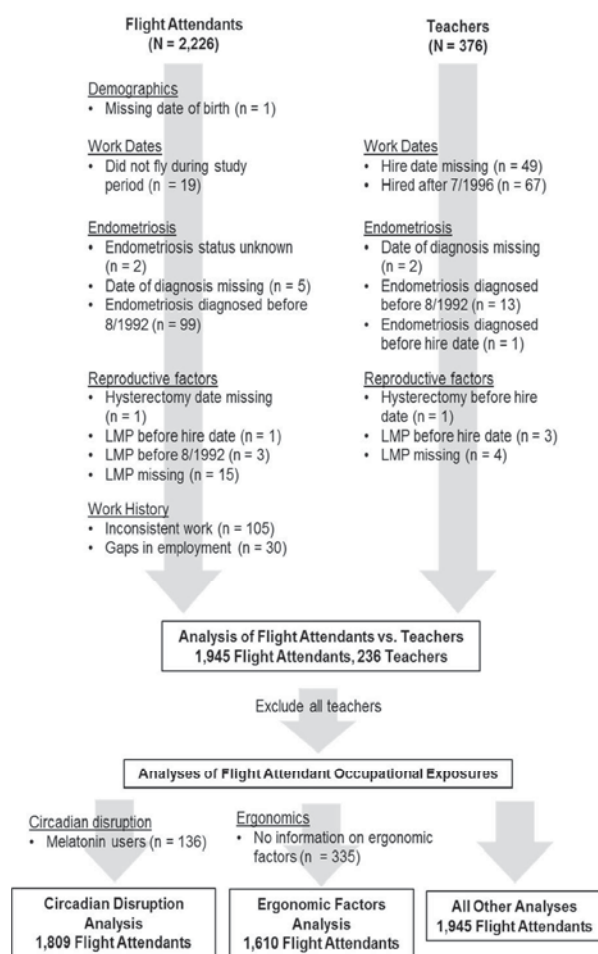 Flight Attendants
(N = 2,226)
Demographics
• Missing date of birth (n = 1)
Work Dates
• Did not fly during study
period (n = 19)
Endometriosis
• Endometriosis status unknown
(n = 2)
• Date of diagnosis missing (n = 5)
• Endometriosis diagnosed before
8/1992 (n = 99)
Reproductive factors
• Hysterectomy date missing
(n = 1)
• LMP before hire date (n = 1)
• LMP before 8/1992 (n = 3)
• LMP missing (n = 15)
Work History
• Inconsistent work (n = 105)
• Gaps in employment (n = 30)
Teachers
(N = 376)
Work Dates
• Hire date missing (n = 49)
• Hired after 7/1996 (n = 67)
Endometriosis
• Date of diagnosis missing
(n = 2)
• Endometriosis diagnosed
before 8/1992 (n = 13)
• Endometriosis diagnosed
before hire date (n = 1)
Reproductive factors
• Hysterectomy before hire
date (n = 1)
• LMP before hire date (n = 3)
• LMP missing (n = 4)
Analysis of Flight Attendants vs. Teachers
1,945 Flight Attendants, 236 Teachers
Exclude all teachers
Analyses of Flight Attendant Occupational Exposures
Circadian disruption
• Melatonin users (n = 136)
Ergonomics
• No information on ergonomic
factors (n = 335)
Circadian Disruption
Analysis
1,809 Flight Attendants
Ergonomic Factors
Analysis
1,610 Flight Attendants
All Other Analyses
1,945 Flight Attendants